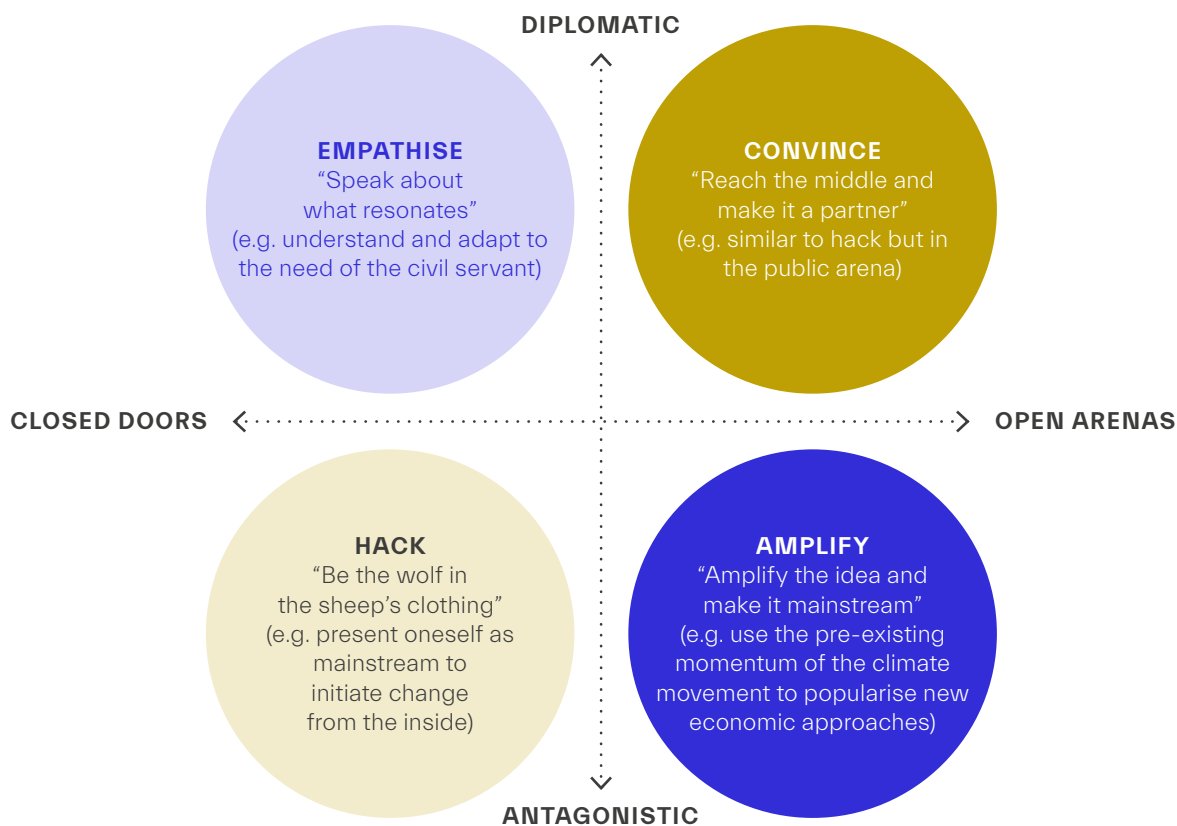 DIPLOMATIC
EMPATHISE
“Speak about
what resonates”
(e.g. understand and adapt to
the need of the civil servant)
CONVINCE
“Reach the middle and
make it a partner”
(e.g. similar to hack but in
the public arena)
CLOSED DOORS
OPEN ARENAS
HACK
“Be the wolf in
the sheep’s clothing”
(e.g. present oneself as
mainstream to
initiate change
from the inside)
AMPLIFY
“Amplify the idea and
make it mainstream”
(e.g. use the pre-existing
momentum of the climate
movement to popularise new
economic approaches)
ANTAGONISTIC